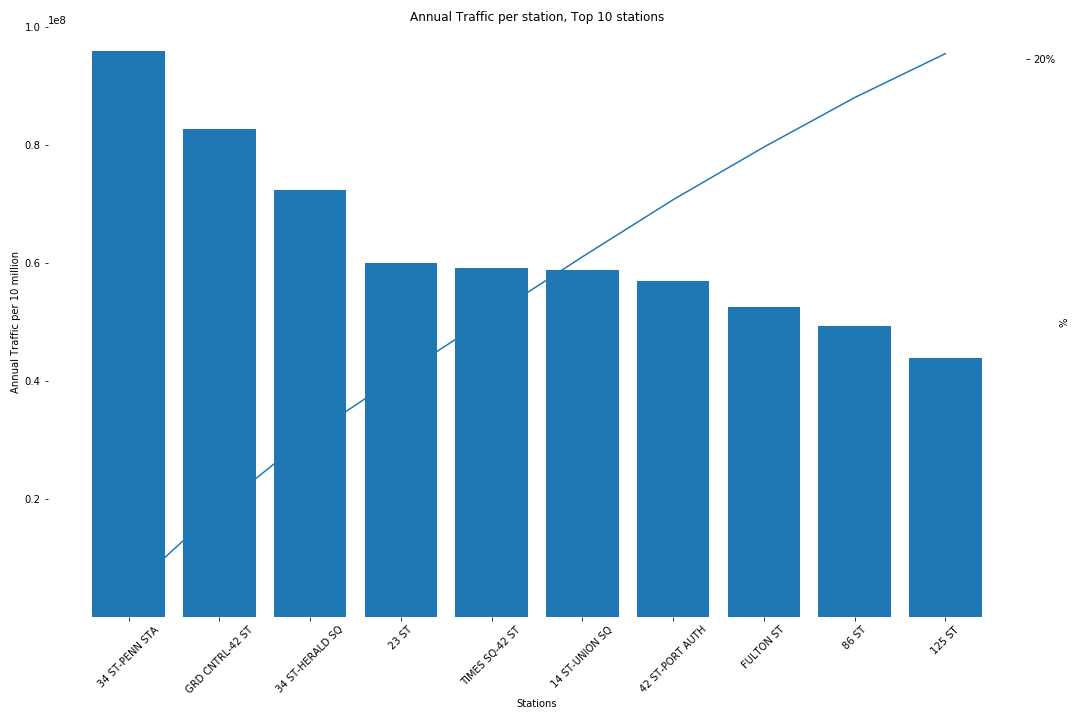 Annual Traffic per station, Top 10 stations
1e8
1.0
0.8
0.6
0.4
0.2
Annual Traffic per 10 million
20%
%
34 ST-PENN STA
GRD CNTRL-42 ST
34 ST-HERALD SQ
23 ST
TIMES SQ-42 ST
14 ST-UNION SQ
42 ST-PORT AUTH
FULTON ST
86 ST
125 ST
Stations